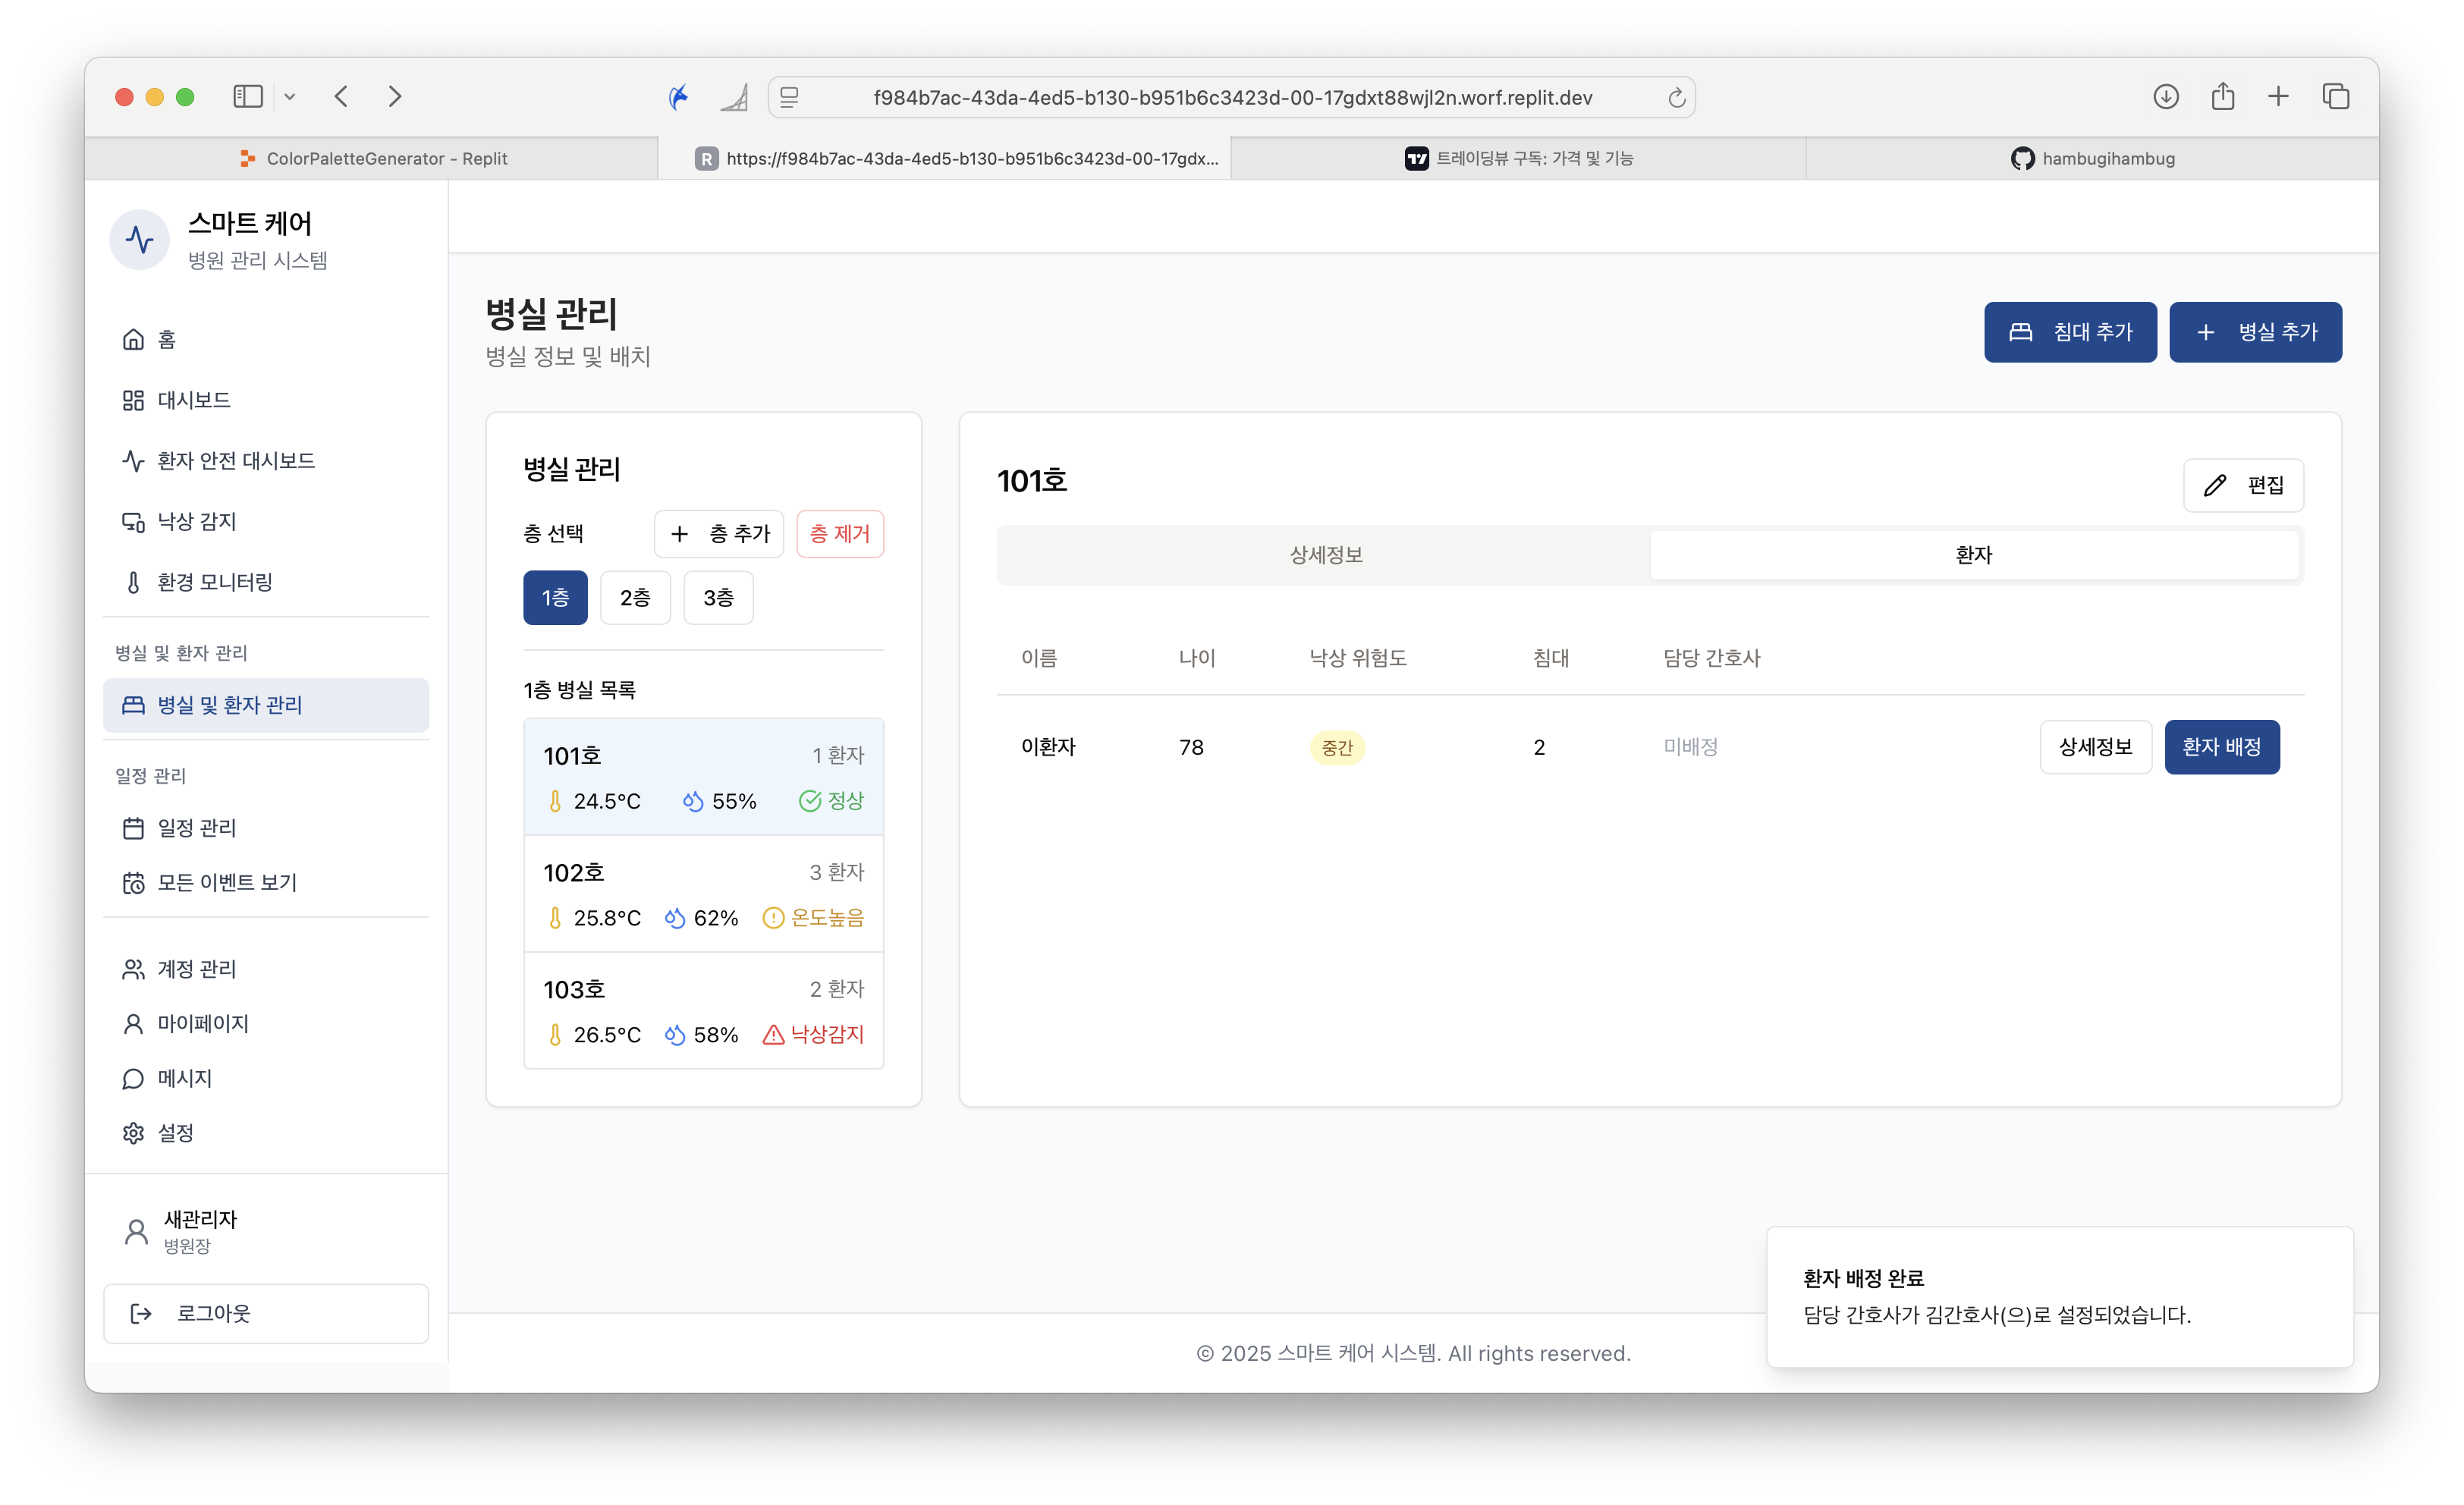 f984b7ac-43da-4ed5-b130-b951b6c3423d-00-17gdxt88wjl2n.worf.replit.dev
ColorPaletteGenerator - Replit
R https://f984b7ac-43da-4ed5-b130-b951b6c3423d-00-17gdx...
트레이딩뷰 구독: 가격 및 기능
hambugihambug
스마트 케어
병원 관리 시스템
홈
대시보드
환자 안전 대시보드
낙상 감지
환경 모니터링
병실 및 환자 관리
병실 및 환자 관리
일정 관리
일정 관리
모든 이벤트 보기
계정 관리
마이페이지
메시지
설정
새관리자
병원장
로그아웃
병실 관리
병실 정보 및 배치
침대 추가
+ 병실 추가
병실 관리
층 선택
+ 층 추가
층 제거
1층
2층
3층
1층 병실 목록
101호
1 환자
24.5°C
55%
정상
102호
3 환자
25.8°C
62%
온도높음
103호
2 환자
26.5°C
58%
낙상감지
101호
편집
상세정보
환자
이름
나이
낙상 위험도
침대
담당 간호사
이환자
78
중간
2
미배정
상세정보
환자 배정
환자 배정 완료
담당 간호사가 김간호사(으)로 설정되었습니다.
© 2025 스마트 케어 시스템. All rights reserved.